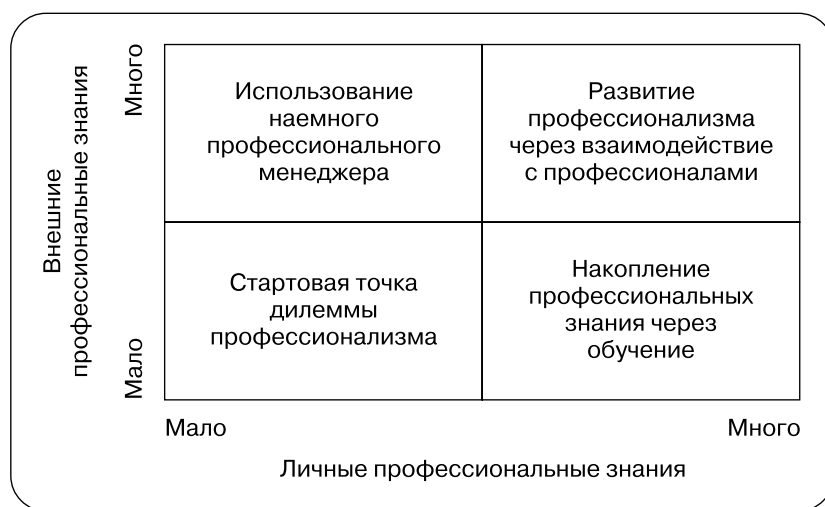 Внешние
профессиональные знания
Много
Мало
Использование
наемного
профессионального
менеджера
Развитие
профессионализма
через взаимодействие
с профессионалами
Стартовая точка
дилеммы
профессионализма
Накопление
профессиональных
знания через
обучение
Мало
Много
Личные профессиональные знания